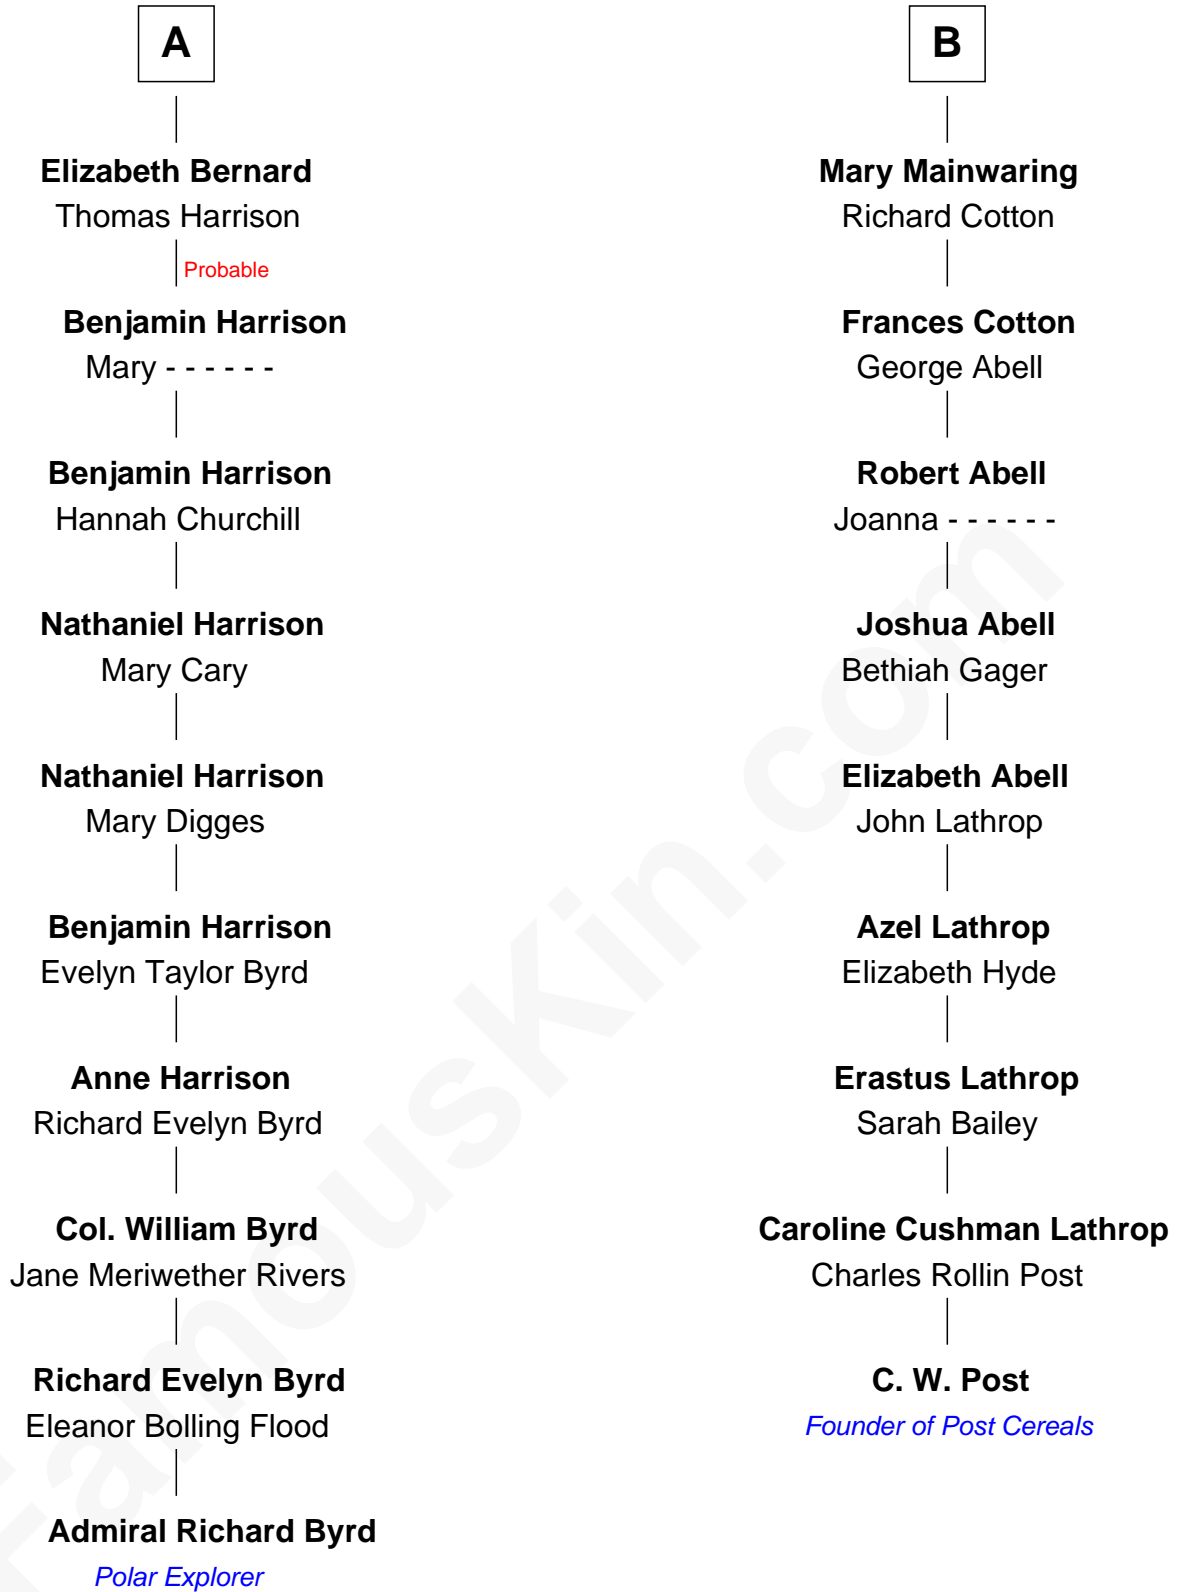 A
Elizabeth Bernard
Thomas Harrison
Probable
Benjamin Harrison
Mary - - - - - -
Benjamin Harrison
Hannah Churchill
Nathaniel Harrison
Mary Cary
Nathaniel Harrison
Mary Digges
Benjamin Harrison
Evelyn Taylor Byrd
Anne Harrison
Richard Evelyn Byrd
Col. William Byrd
Jane Meriwether Rivers
Richard Evelyn Byrd
Eleanor Bolling Flood
Admiral Richard Byrd
Polar Explorer
B
Mary Mainwaring
Richard Cotton
Frances Cotton
George Abell
Robert Abell
Joanna - - - - - -
Joshua Abell
Bethiah Gager
Elizabeth Abell
John Lathrop
Azel Lathrop
Elizabeth Hyde
Erastus Lathrop
Sarah Bailey
Caroline Cushman Lathrop
Charles Rollin Post
C. W. Post
Founder of Post Cereals
FamousKin.com